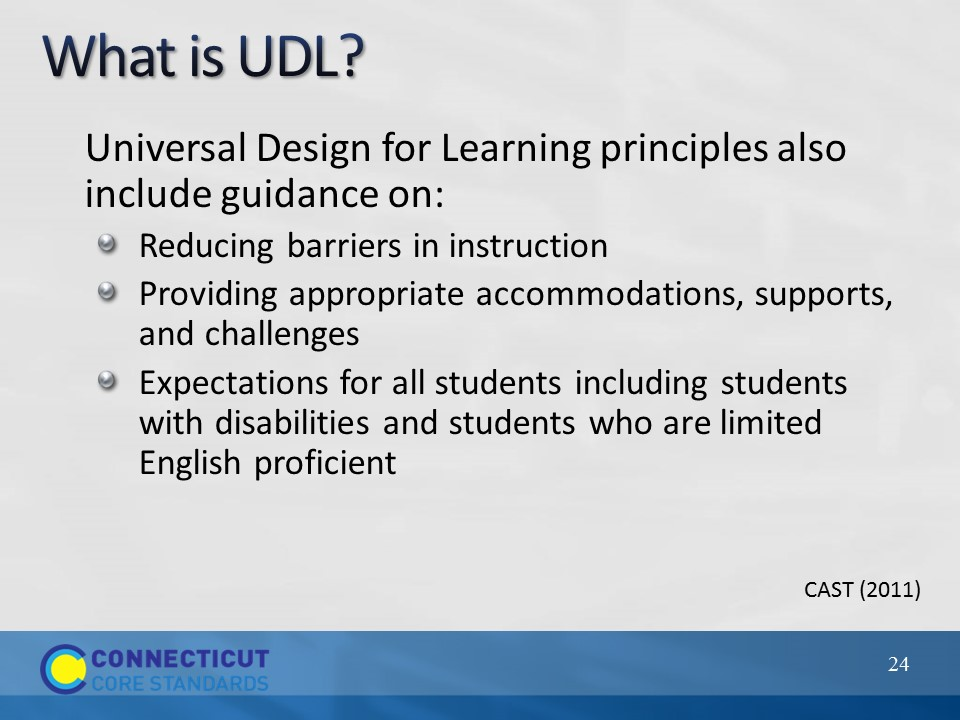 What is UDL?
Universal Design for Learning principles also
include guidance on:
Reducing barriers in instruction
Providing appropriate accommodations, supports,
and challenges
Expectations for all students including students
with disabilities and students who are limited
English proficient
CAST (2011)
CONNECTICUT
CORE STANDARDS
24